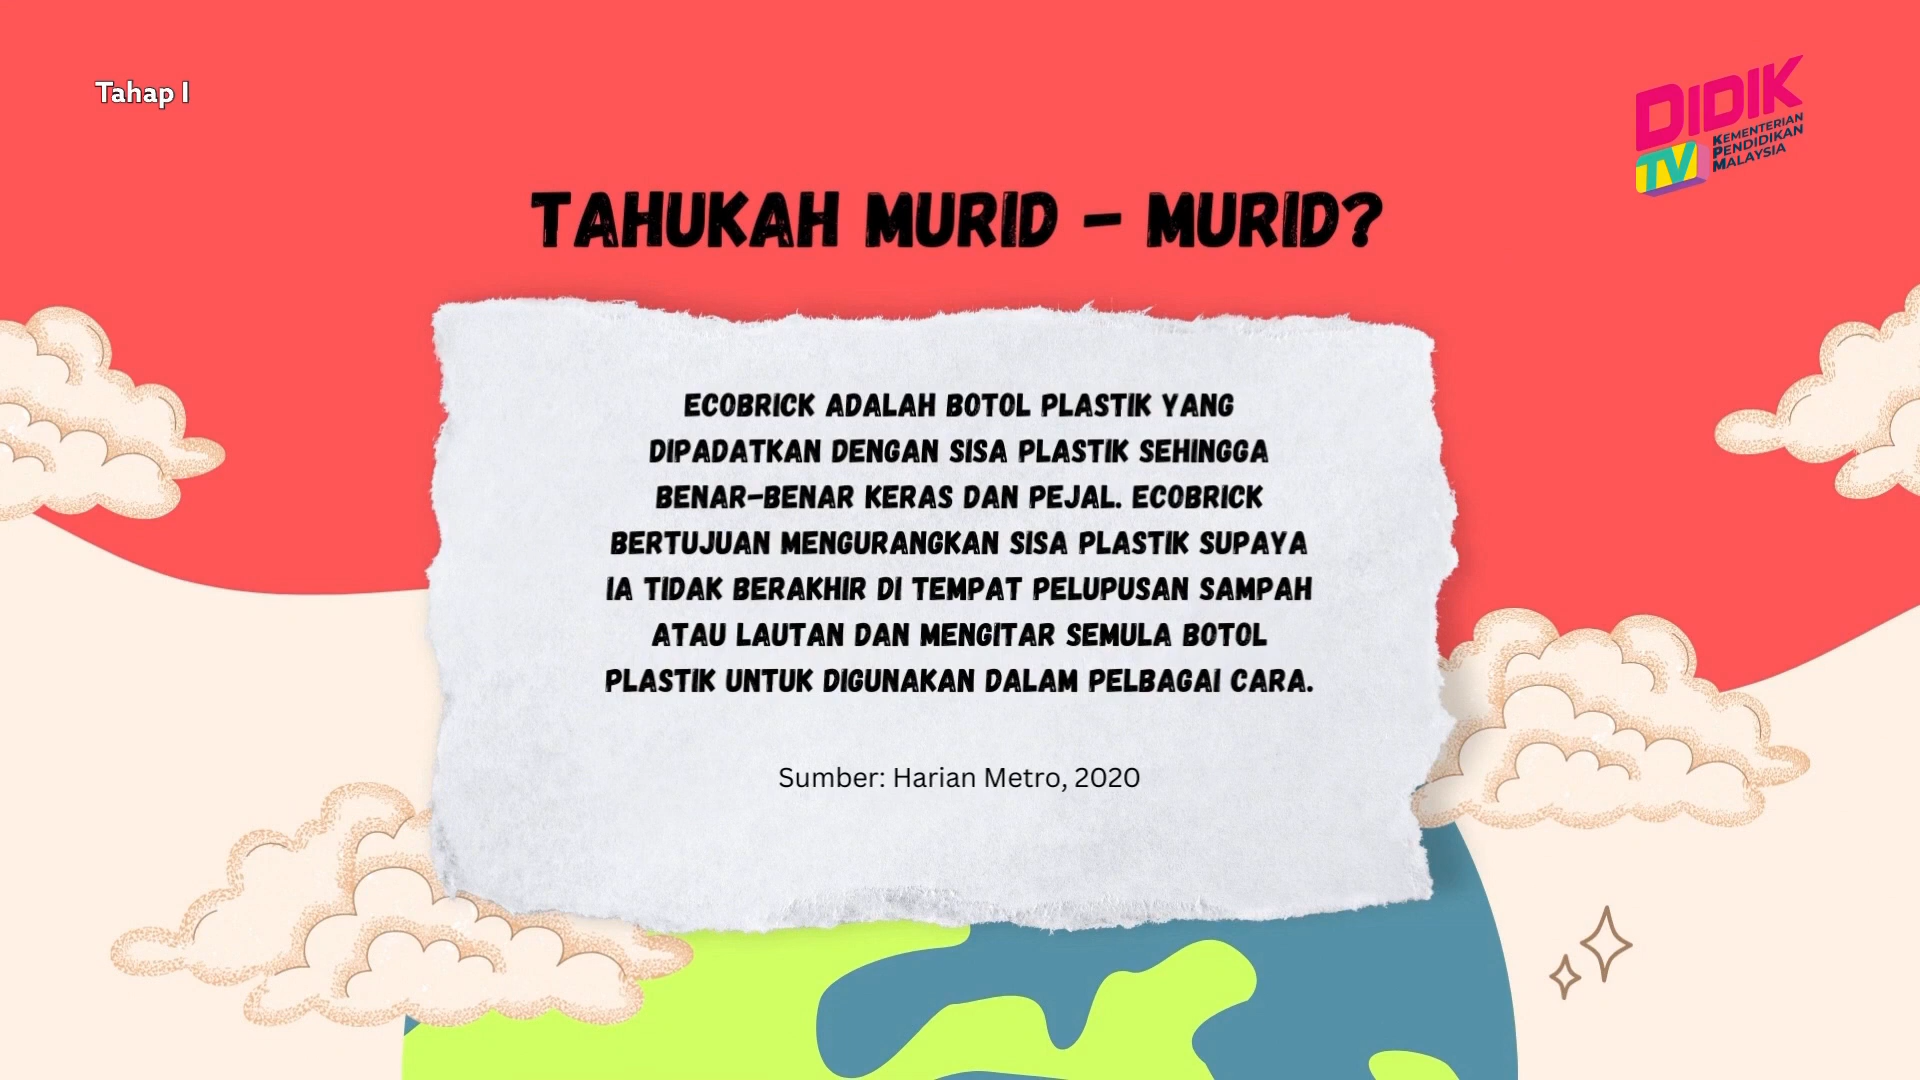 Tahap I
DIDIK
TV
KEMENTERIAN
PENDIDIKAN
MALAYSIA
TAHUKAH MURID - MURID?
ECOBRICK ADALAH BOTOL PLASTIK YANG
DIPADATKAN DENGAN SISA PLASTIK SEHINGGA
BENAR-BENAR KERAS DAN PEJAL. ECOBRICK
BERTUJUAN MENGURANGKAN SISA PLASTIK SUPAYA
IA TIDAK BERAKHIR DI TEMPAT PELUPUSAN SAMPAH
ATAU LAUTAN DAN MENGITAR SEMULA BOTOL
PLASTIK UNTUK DIGUNAKAN DALAM PELBAGAI CARA.
Sumber: Harian Metro, 2020